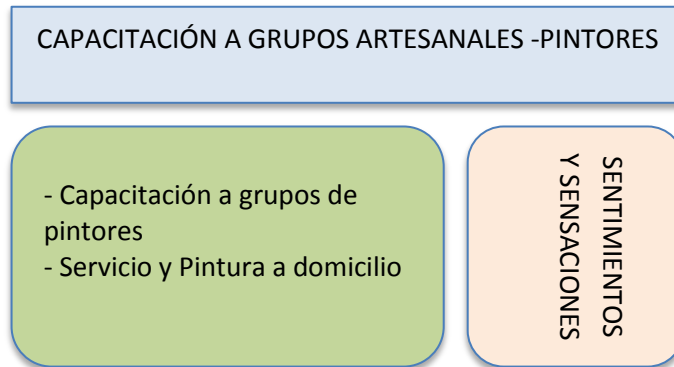 CAPACITACIÓN A GRUPOS ARTESANALES -PINTORES
- Capacitación a grupos de
pintores
- Servicio y Pintura a domicilio
SENTIMIENTOS
Y SENSACIONES